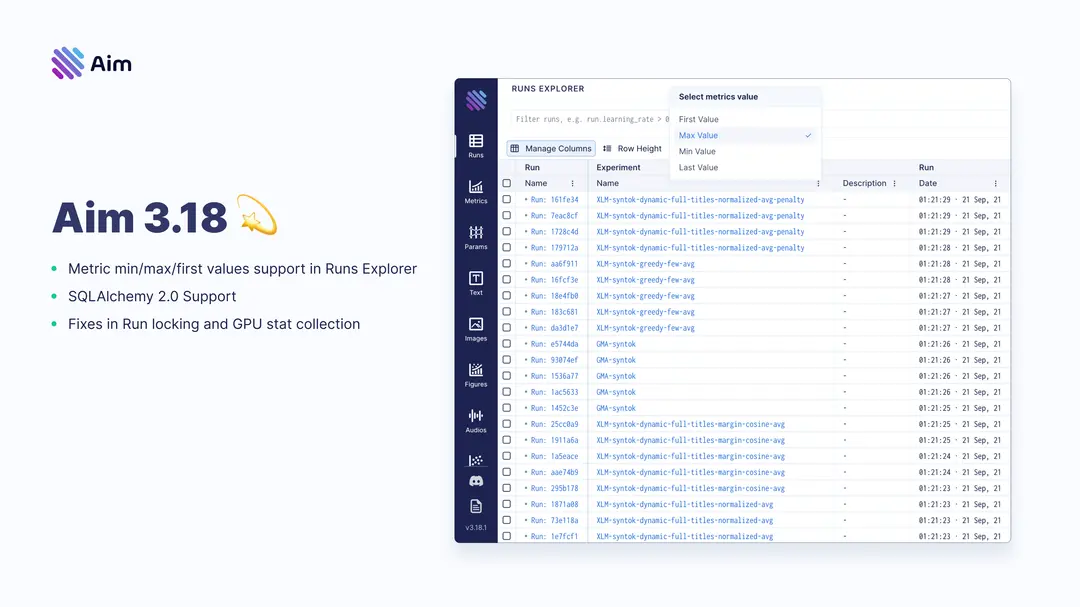 Aim
Aim 3.18
Metric min/max/first values support in Runs Explorer
SQLAlchemy 2.0 Support
Fixes in Run locking and GPU stat collection
RUNS EXPLORER
Filter runs, e.g. run.learning_rate > 0
Select metrics value
First Value
Max Value
Min Value
Last Value
Manage Columns Row Height
Runs
Metrics
Params
Text
Images
Figures
Audios
v3.18.1
Run Experiment Run
Name Name Description Date
Run: 161fe34 XLM-syntok-dynamic-full-titles-normalized-avg-penalty - 01:21:29 · 21 Sep, 21
Run: 7eac8cf XLM-syntok-dynamic-full-titles-normalized-avg-penalty - 01:21:29 · 21 Sep, 21
Run: 1728c4d XLM-syntok-dynamic-full-titles-normalized-avg-penalty - 01:21:29 · 21 Sep, 21
Run: 179712a XLM-syntok-dynamic-full-titles-normalized-avg-penalty - 01:21:28 · 21 Sep, 21
Run: aa6f911 XLM-syntok-greedy-few-avg - 01:21:28 · 21 Sep, 21
Run: 16fcf3e XLM-syntok-greedy-few-avg - 01:21:28 · 21 Sep, 21
Run: 18e4fb0 XLM-syntok-greedy-few-avg - 01:21:27 · 21 Sep, 21
Run: 183c681 XLM-syntok-greedy-few-avg - 01:21:27 · 21 Sep, 21
Run: da3d1e7 XLM-syntok-greedy-few-avg - 01:21:27 · 21 Sep, 21
Run: e5744da GMA-syntok - 01:21:26 · 21 Sep, 21
Run: 93074ef GMA-syntok - 01:21:26 · 21 Sep, 21
Run: 1536a77 GMA-syntok - 01:21:26 · 21 Sep, 21
Run: 1ac5633 GMA-syntok - 01:21:26 · 21 Sep, 21
Run: 1452c3e GMA-syntok - 01:21:25 · 21 Sep, 21
Run: 25cc0a9 XLM-syntok-dynamic-full-titles-margin-cosine-avg - 01:21:25 · 21 Sep, 21
Run: 1911a6a XLM-syntok-dynamic-full-titles-margin-cosine-avg - 01:21:25 · 21 Sep, 21
Run: 1a5eace XLM-syntok-dynamic-full-titles-margin-cosine-avg - 01:21:24 · 21 Sep, 21
Run: aae74b9 XLM-syntok-dynamic-full-titles-margin-cosine-avg - 01:21:24 · 21 Sep, 21
Run: 295b178 XLM-syntok-dynamic-full-titles-margin-cosine-avg - 01:21:23 · 21 Sep, 21
Run: 1871a08 XLM-syntok-dynamic-full-titles-normalized-avg - 01:21:23 · 21 Sep, 21
Run: 73e118a XLM-syntok-dynamic-full-titles-normalized-avg - 01:21:23 · 21 Sep, 21
Run: 1e7fcf1 XLM-syntok-dynamic-full-titles-normalized-avg - 01:21:23 · 21 Sep, 21